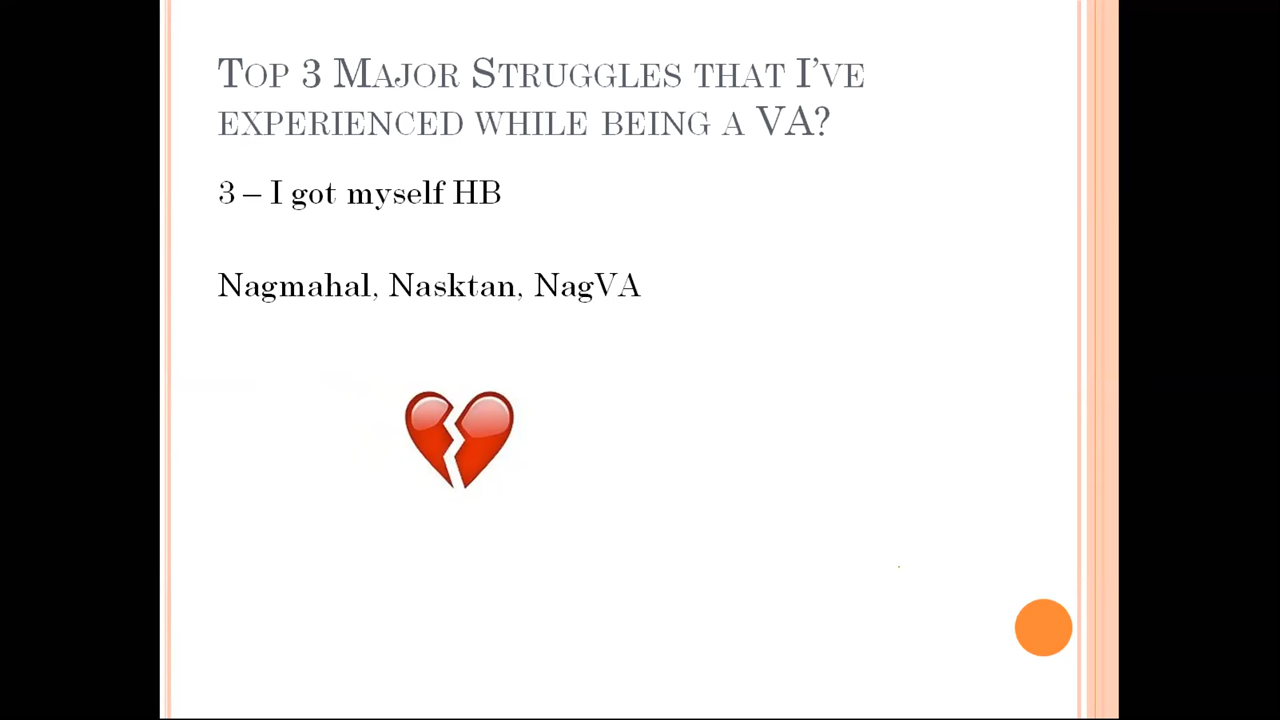 Top 3 Major Struggles that I've
experienced while being a VA?
3 – I got myself HB
Nagmahal, Nasktan, NagVA